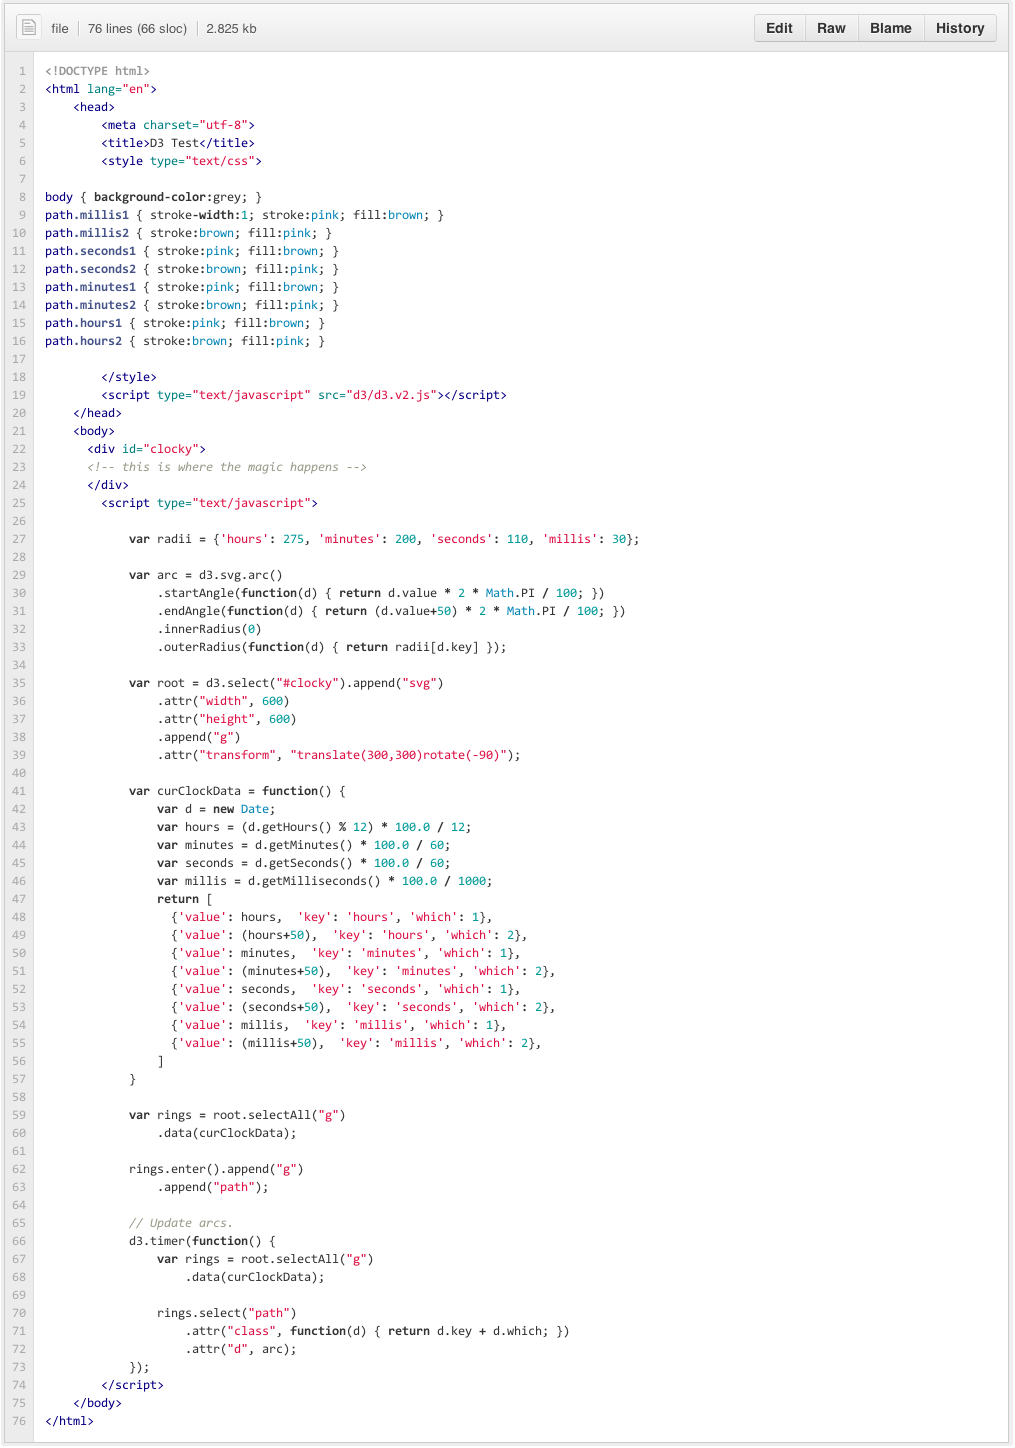 file | 76 lines (66 sloc) | 2.825 kb Edit Raw Blame History
1 <!DOCTYPE html>
2 <html lang="en">
3     <head>
4         <meta charset="utf-8">
5         <title>D3 Test</title>
6         <style type="text/css">
7
8 body { background-color:grey; }
9 path.millis1 { stroke-width:1; stroke:pink; fill:brown; }
10 path.millis2 { stroke:brown; fill:pink; }
11 path.seconds1 { stroke:pink; fill:brown; }
12 path.seconds2 { stroke:brown; fill:pink; }
13 path.minutes1 { stroke:pink; fill:brown; }
14 path.minutes2 { stroke:brown; fill:pink; }
15 path.hours1 { stroke:pink; fill:brown; }
16 path.hours2 { stroke:brown; fill:pink; }
17
18         </style>
19         <script type="text/javascript" src="d3/d3.v2.js"></script>
20     </head>
21     <body>
22       <div id="clocky">
23       <!-- this is where the magic happens -->
24       </div>
25         <script type="text/javascript">
26
27             var radii = {'hours': 275, 'minutes': 200, 'seconds': 110, 'millis': 30};
28
29             var arc = d3.svg.arc()
30                 .startAngle(function(d) { return d.value * 2 * Math.PI / 100; })
31                 .endAngle(function(d) { return (d.value+50) * 2 * Math.PI / 100; })
32                 .innerRadius(0)
33                 .outerRadius(function(d) { return radii[d.key] });
34
35             var root = d3.select("#clocky").append("svg")
36                 .attr("width", 600)
37                 .attr("height", 600)
38                 .append("g")
39                 .attr("transform", "translate(300,300)rotate(-90)");
40
41             var curClockData = function() {
42                 var d = new Date;
43                 var hours = (d.getHours() % 12) * 100.0 / 12;
44                 var minutes = d.getMinutes() * 100.0 / 60;
45                 var seconds = d.getSeconds() * 100.0 / 60;
46                 var millis = d.getMilliseconds() * 100.0 / 1000;
47                 return [
48                   {'value': hours,  'key': 'hours', 'which': 1},
49                   {'value': (hours+50),  'key': 'hours', 'which': 2},
50                   {'value': minutes,  'key': 'minutes', 'which': 1},
51                   {'value': (minutes+50),  'key': 'minutes', 'which': 2},
52                   {'value': seconds,  'key': 'seconds', 'which': 1},
53                   {'value': (seconds+50),  'key': 'seconds', 'which': 2},
54                   {'value': millis,  'key': 'millis', 'which': 1},
55                   {'value': (millis+50),  'key': 'millis', 'which': 2},
56                 ]
57             }
58
59             var rings = root.selectAll("g")
60                 .data(curClockData);
61
62             rings.enter().append("g")
63                 .append("path");
64
65             // Update arcs.
66             d3.timer(function() {
67                 var rings = root.selectAll("g")
68                     .data(curClockData);
69
70                 rings.select("path")
71                     .attr("class", function(d) { return d.key + d.which; })
72                     .attr("d", arc);
73             });
74         </script>
75     </body>
76 </html>